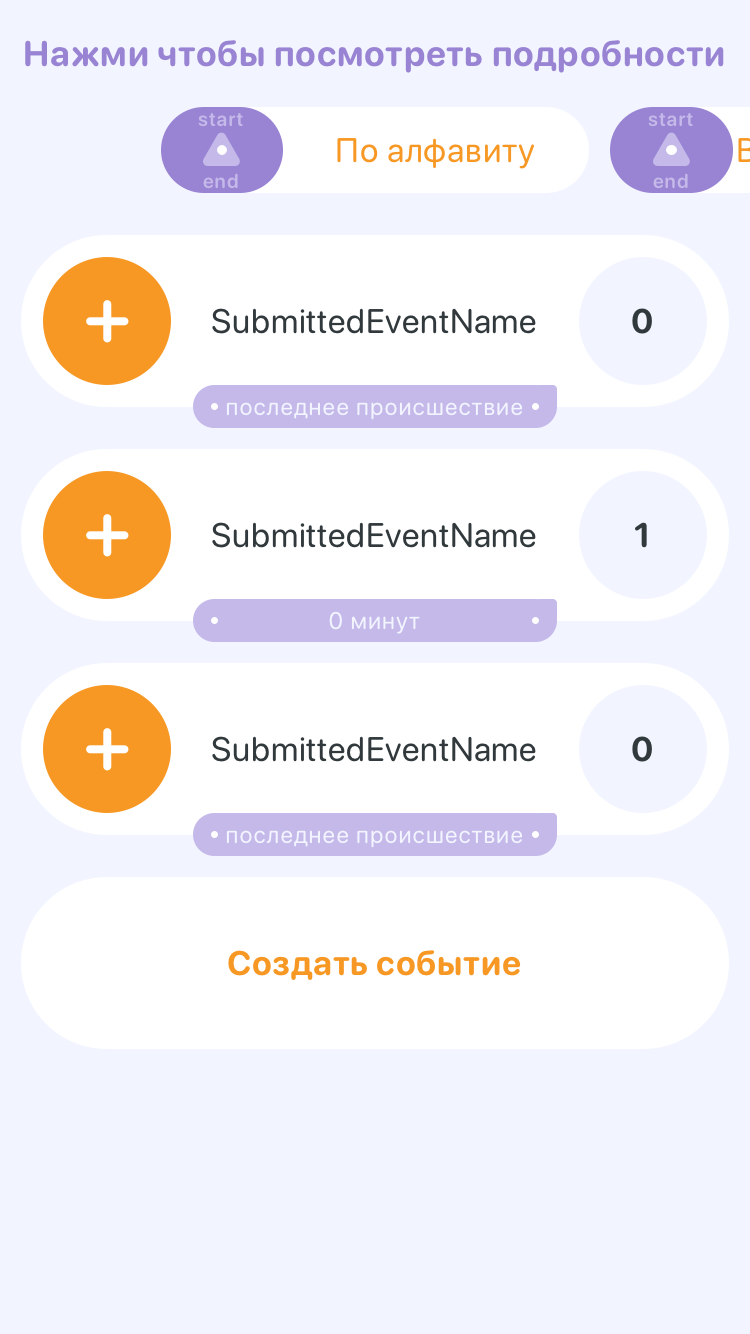 Нажми чтобы посмотреть подробности
start
end
По алфавиту
start
end
В
SubmittedEventName
0
• последнее происшествие •
SubmittedEventName
1
• 0 минут •
SubmittedEventName
0
• последнее происшествие •
Создать событие